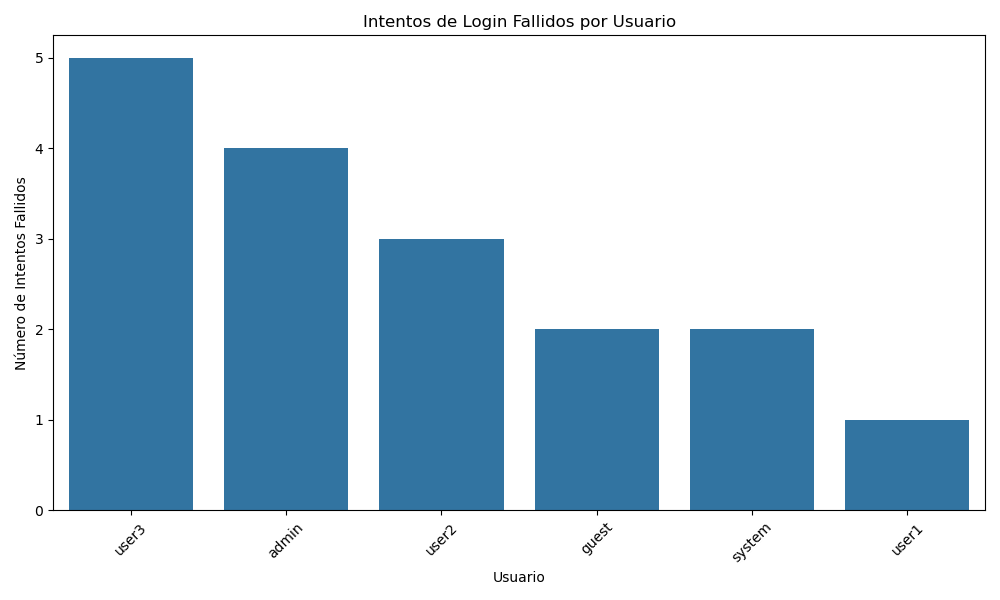 Intentos de Login Fallidos por Usuario
Número de Intentos Fallidos
5
4
3
2
1
0
user3
admin
user2
guest
system
user1
Usuario